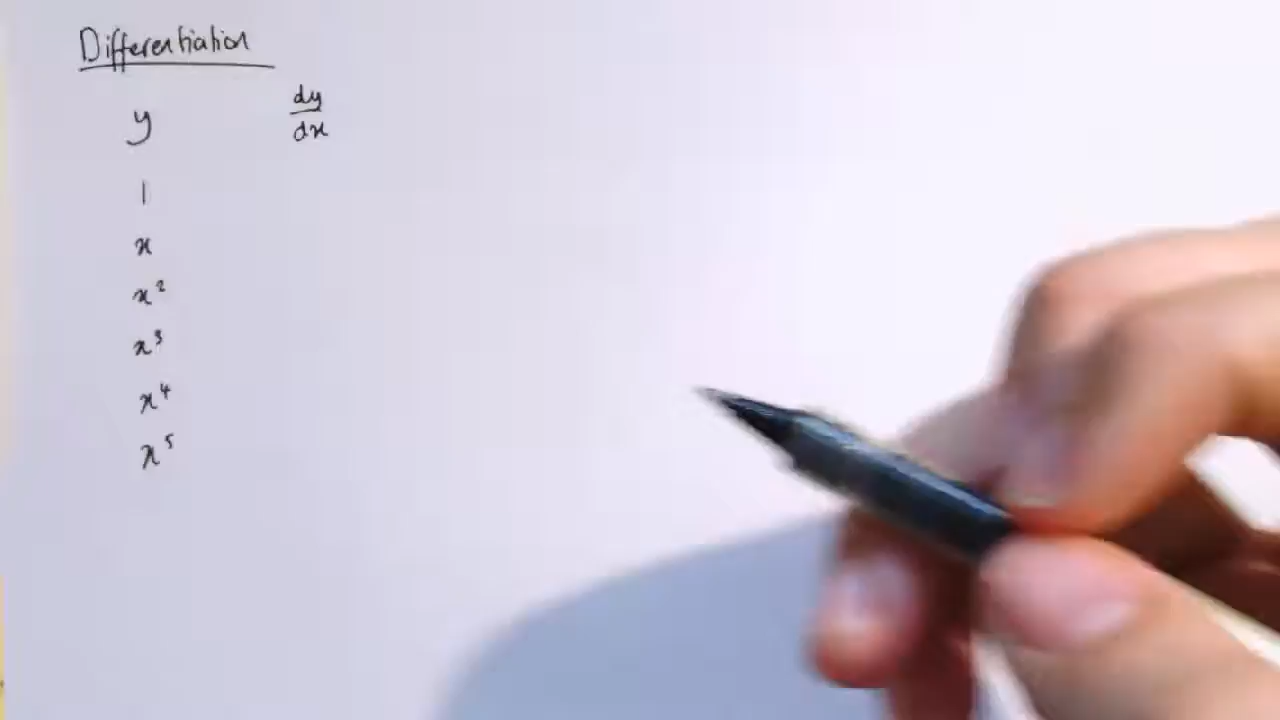 Differentiation
y dy/dx
1
x
x²
x³
x⁴
x⁵